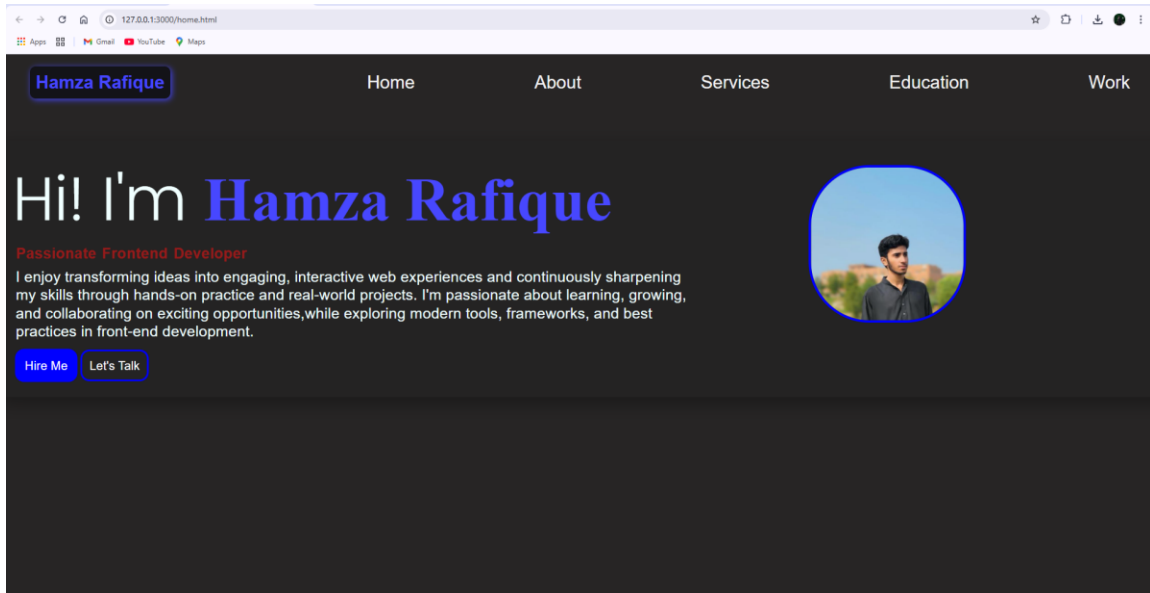 127.0.0.1:3000/home.html
Apps Gmail YouTube Maps
Hamza Rafique Home About Services Education Work
Hi! I'm Hamza Rafique
Passionate Frontend Developer
I enjoy transforming ideas into engaging, interactive web experiences and continuously sharpening
my skills through hands-on practice and real-world projects. I'm passionate about learning, growing,
and collaborating on exciting opportunities,while exploring modern tools, frameworks, and best
practices in front-end development.
Hire Me Let's Talk